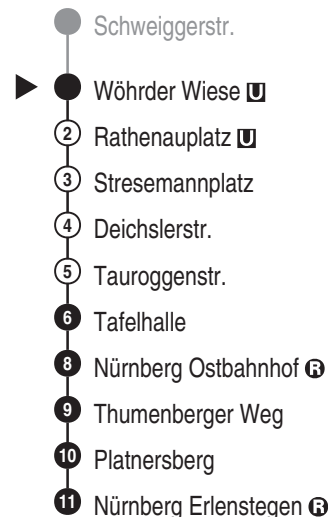 Schweiggerstr.
Wöhrder Wiese U
2 Rathenauplatz U
3 Stresemannplatz
4 Deichslerstr.
5 Tauroggenstr.
6 Tafelhalle
8 Nürnberg Ostbahnhof R
9 Thumenberger Weg
10 Platnersberg
11 Nürnberg Erlenstegen R